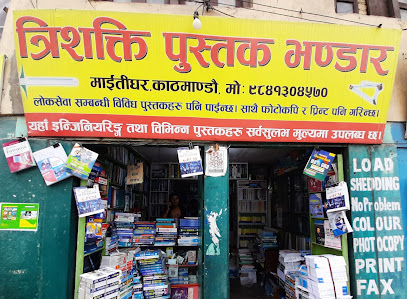 त्रिशक्ति पुस्तक भण्डार
माईतीघर, काठमाण्डौ, मो: ९८४१३०४५७०
लोकसेवा सम्बन्धी विविध पुस्तकहरु पनि पाईन्छ। साथै फोटोकपि र प्रिन्ट पनि गरिन्छ।
यहाँ इन्जिनियरिङ्ग तथा विभिन्न पुस्तकहरु सर्वसुलभ मूल्यमा उपलब्ध छ।
LOAD
SHEDDING
No Problem
COLOUR
PHOTOCOPY
PRINT
FAX